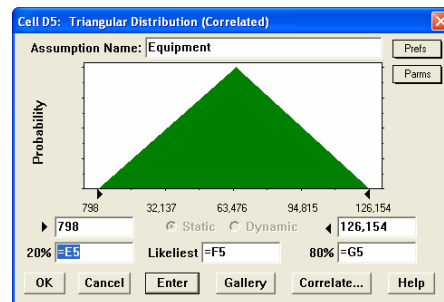 Cell D5: Triangular Distribution (Correlated)
Assumption Name: Equipment
Prefs
Parms
Probability
798 32,137 63,476 94,815 126,154
798 Static Dynamic 126,154
20% =E5 Likeliest =F5 80% =G5
OK Cancel Enter Gallery Correlate... Help